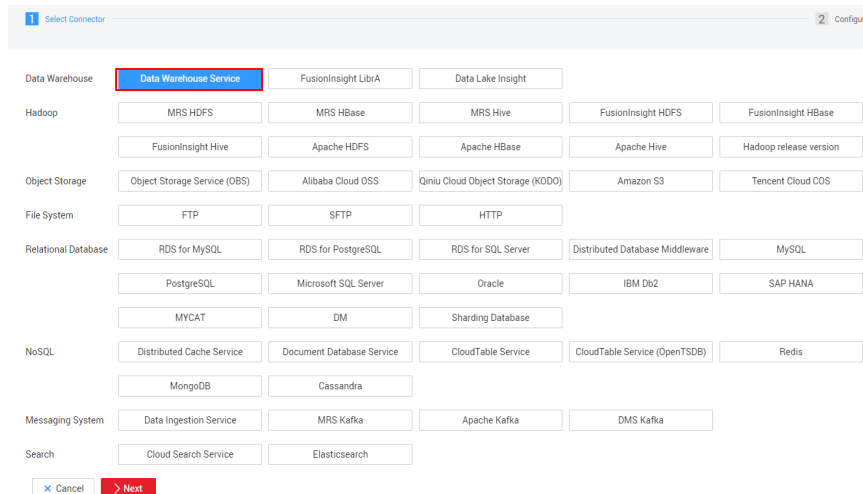 1 Select Connector 2 Configu
Data Warehouse Data Warehouse Service FusionInsight LibrA Data Lake Insight
Hadoop MRS HDFS MRS HBase MRS Hive FusionInsight HDFS FusionInsight HBase
FusionInsight Hive Apache HDFS Apache HBase Apache Hive Hadoop release version
Object Storage Object Storage Service (OBS) Alibaba Cloud OSS Qiniu Cloud Object Storage (KODO) Amazon S3 Tencent Cloud COS
File System FTP SFTP HTTP
Relational Database RDS for MySQL RDS for PostgreSQL RDS for SQL Server Distributed Database Middleware MySQL
PostgreSQL Microsoft SQL Server Oracle IBM Db2 SAP HANA
MYCAT DM Sharding Database
NoSQL Distributed Cache Service Document Database Service CloudTable Service CloudTable Service (OpenTSDB) Redis
MongoDB Cassandra
Messaging System Data Ingestion Service MRS Kafka Apache Kafka DMS Kafka
Search Cloud Search Service Elasticsearch
× Cancel > Next